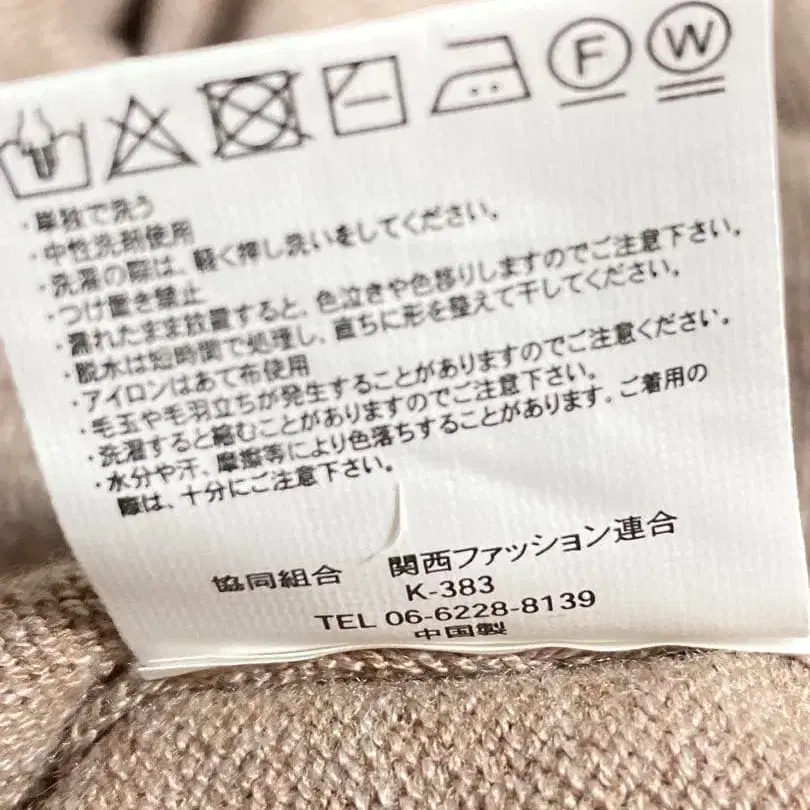 F W
・単独で洗う
・中性洗剤使用
・洗濯の際は、軽く押し洗いをしてください。
・つけ置き禁止
・濡れたまま放置すると、色泣きや色移りしますのでご注意下さい。
・脱水は短時間で処理し、直ちに形を整えて干してください。
・アイロンはあて布使用
・毛玉や毛羽立ちが発生することがありますのでご注意ください。
・洗濯すると縮むことがありますのでご注意下さい。
・水分や汗、摩擦等により色落ちすることがあります。ご着用の
際は、十分にご注意下さい。
協同組合 関西ファッション連合
K-383
TEL 06-6228-8139
中国製